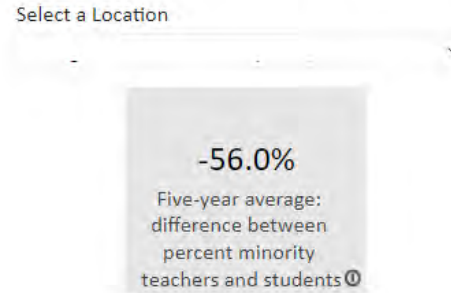 Select a Location
-56.0%
Five-year average:
difference between
percent minority
teachers and students